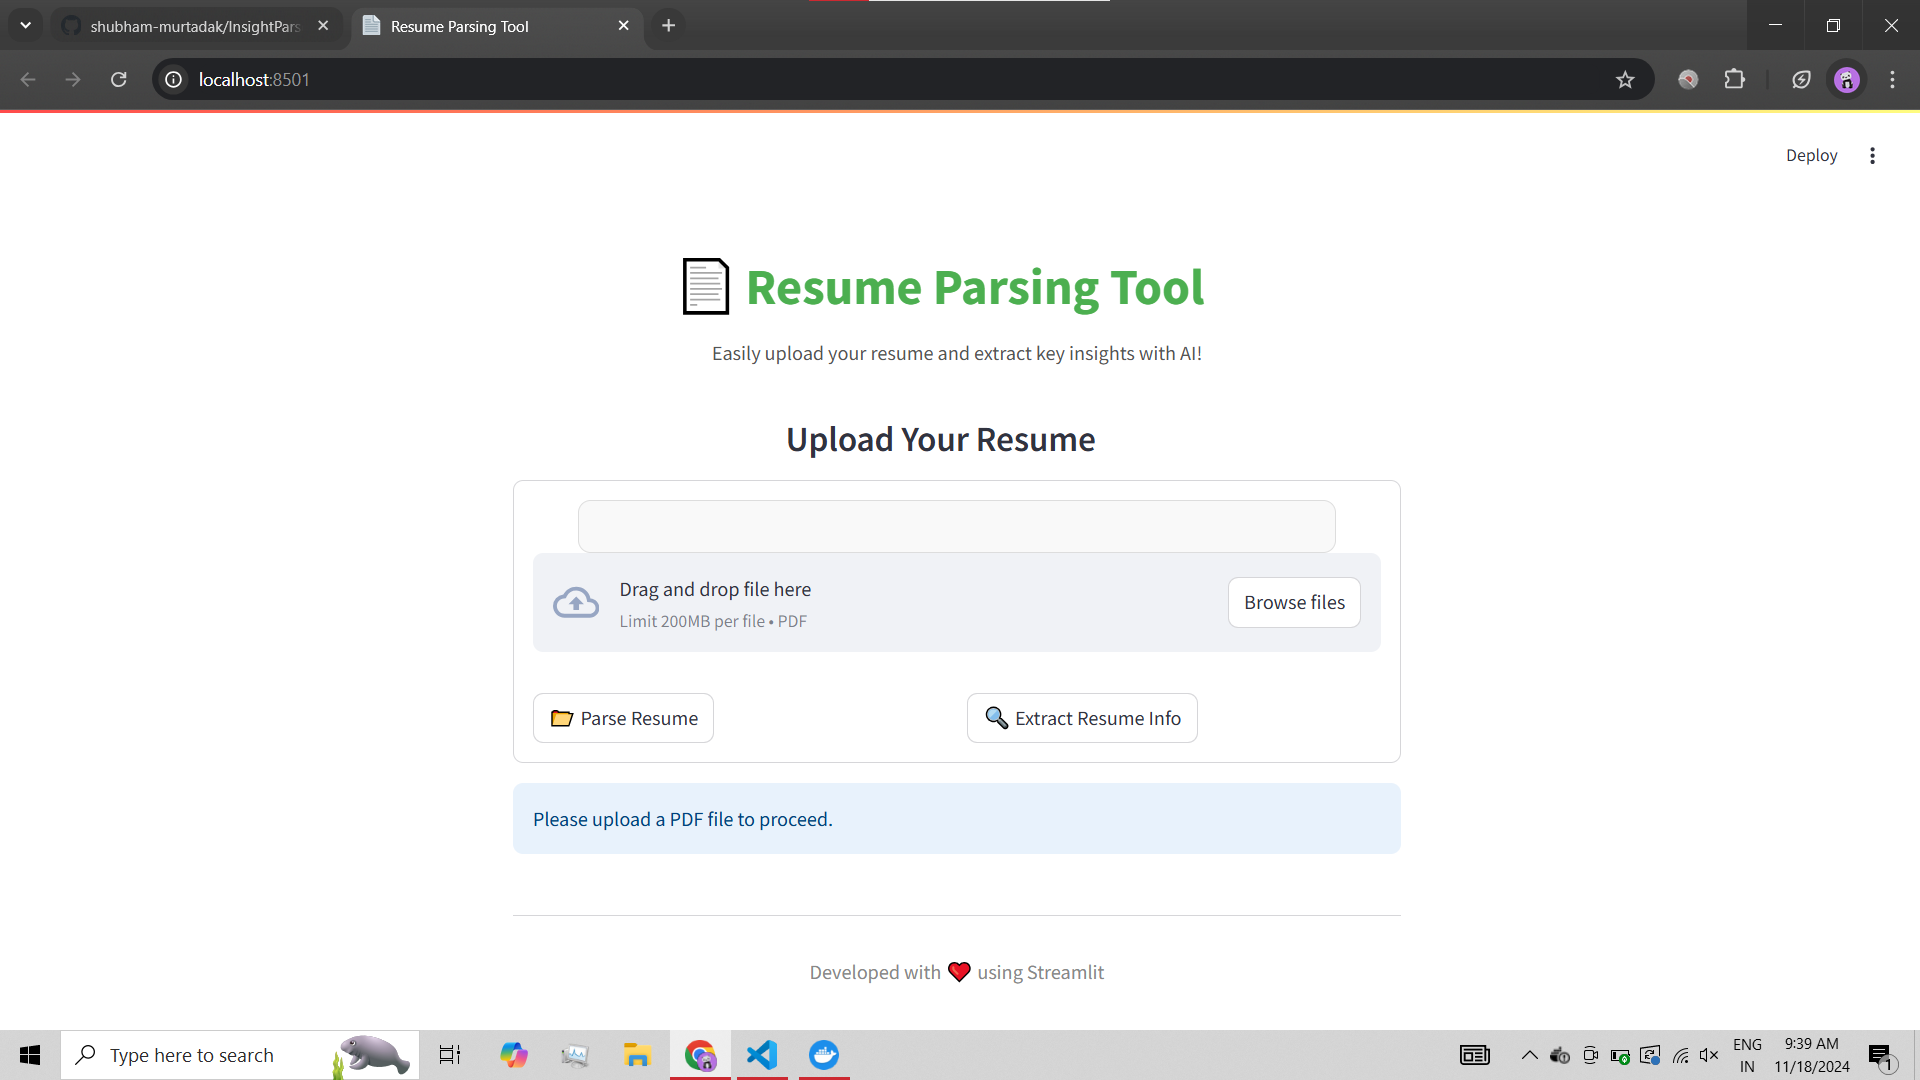 shubham-murtadak/InsightPars
Resume Parsing Tool
localhost:8501
Deploy
Resume Parsing Tool
Easily upload your resume and extract key insights with AI!
Upload Your Resume
Drag and drop file here
Limit 200MB per file • PDF
Browse files
Parse Resume
Extract Resume Info
Please upload a PDF file to proceed.
Developed with ❤️ using Streamlit
Type here to search
ENG
IN
9:39 AM
11/18/2024
1